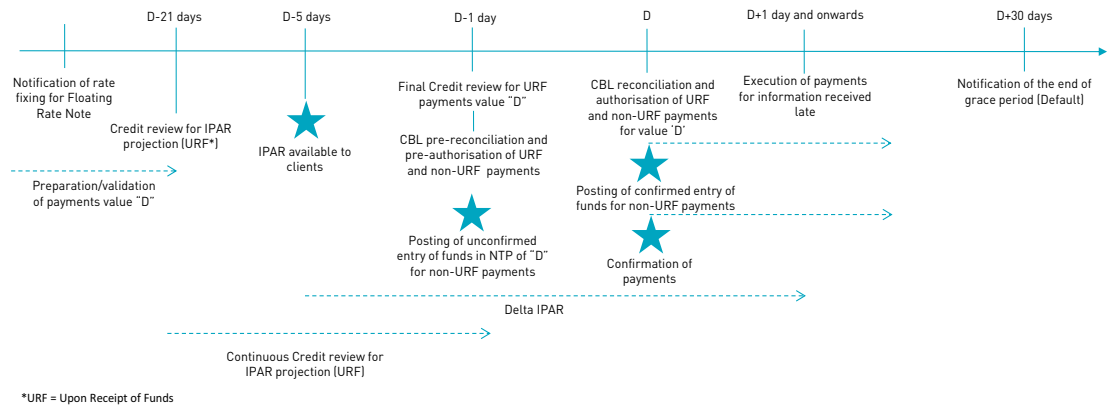 D-21 days
D-5 days
D-1 day
D
D+1 day and onwards
D+30 days
Notification of rate
fixing for Floating
Rate Note
Credit review for IPAR
projection (URF*)
Preparation/validation
of payments value “D”
IPAR available to
clients
Final Credit review for URF
payments value “D”
CBL pre-reconciliation and
pre-authorisation of URF
and non-URF payments
Posting of unconfirmed
entry of funds in NTP of “D”
for non-URF payments
CBL reconciliation and
authorisation of URF
and non-URF payments
for value ‘D’
Posting of confirmed entry of
funds for non-URF payments
Confirmation of
payments
Execution of payments
for information received
late
Notification of the end of
grace period (Default)
Delta IPAR
Continuous Credit review for
IPAR projection (URF)
*URF = Upon Receipt of Funds